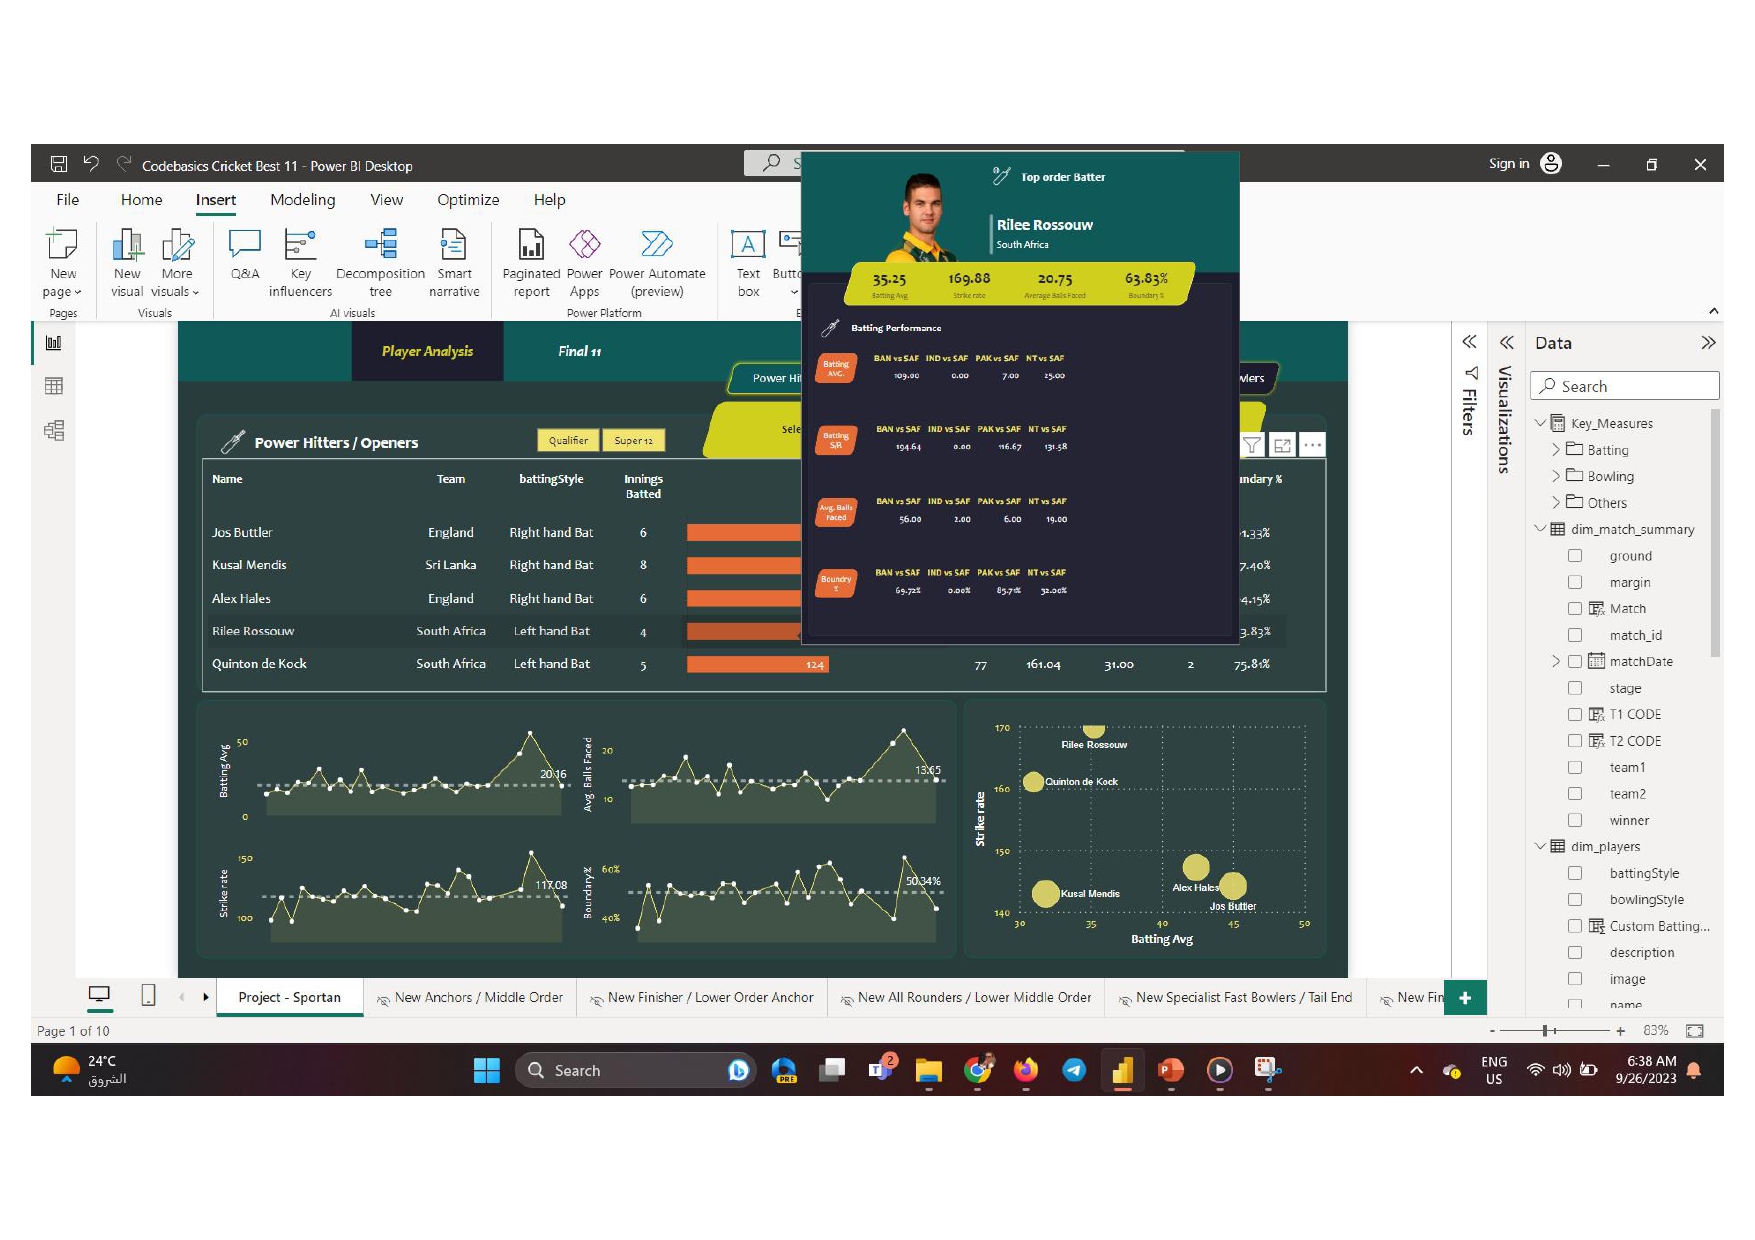 Codebasics Cricket Best 11 - Power BI Desktop
Sign in
File Home Insert Modeling View Optimize Help
New page
New visual
More visuals
Q&A
Key influencers
Decomposition tree
Smart narrative
Paginated report
Power Apps
Power Automate (preview)
Text box
Pages
Visuals
AI visuals
Power Platform
Top order Batter
Rilee Rossouw
South Africa
35.25 169.88 20.75 63.83%
Batting Avg Strike rate Average Balls Faced Boundary %
Batting Performance
Batting AVG.
BAN vs SAF IND vs SAF PAK vs SAF NT vs SAF
109.00 0.00 7.00 25.00
Batting S/R
BAN vs SAF IND vs SAF PAK vs SAF NT vs SAF
194.64 0.00 116.67 131.58
Avg. Balls Faced
BAN vs SAF IND vs SAF PAK vs SAF NT vs SAF
56.00 2.00 6.00 19.00
Boundry %
BAN vs SAF IND vs SAF PAK vs SAF NT vs SAF
69.72% 0.00% 85.71% 32.00%
Player Analysis
Final 11
Power Hi
Sele
Power Hitters / Openers
Qualifier
Super 12
Name Team battingStyle Innings Batted ndary %
Jos Buttler England Right hand Bat 6 1.33%
Kusal Mendis Sri Lanka Right hand Bat 8 7.40%
Alex Hales England Right hand Bat 6 4.15%
Rilee Rossouw South Africa Left hand Bat 4 3.83%
Quinton de Kock South Africa Left hand Bat 5 124 77 161.04 31.00 2 75.81%
Batting Avg
50
0
20.16
Avg. Balls Faced
20
10
13.65
Strike rate
150
100
117.08
Boundary%
60%
40%
50.34%
Strike rate
170
160
150
140
Rilee Rossouw
Quinton de Kock
Kusal Mendis
Alex Hales
Jos Buttler
30 35 40 45 50
Batting Avg
Filters
Visualizations
Data
Search
Key_Measures
Batting
Bowling
Others
dim_match_summary
ground
margin
Match
match_id
matchDate
stage
T1 CODE
T2 CODE
team1
team2
winner
dim_players
battingStyle
bowlingStyle
Custom Batting...
description
image
name
Project - Sportan
New Anchors / Middle Order
New Finisher / Lower Order Anchor
New All Rounders / Lower Middle Order
New Specialist Fast Bowlers / Tail End
New Fin
Page 1 of 10
83%
24°C
الشروق
Search
PRE
2
ENG
US
6:38 AM
9/26/2023